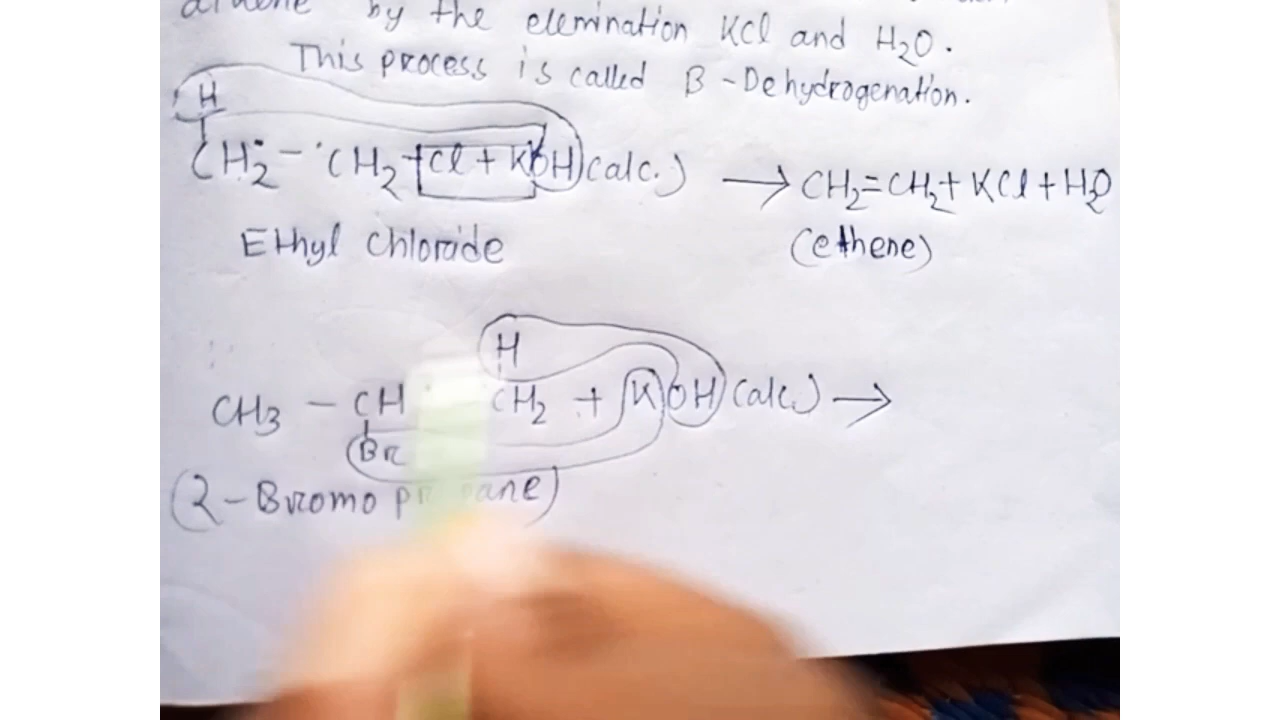 by the elemination KCl and H2O.
This process is called B-Dehydrogenation.
H
CH2 - CH2 - Cl + KOH (alc.) → CH2=CH2 + KCl + H2O
Ethyl chloride (ethene)
H
CH3 - CH CH2 + KOH (alc.) →
Br
(2-Bromo propane)